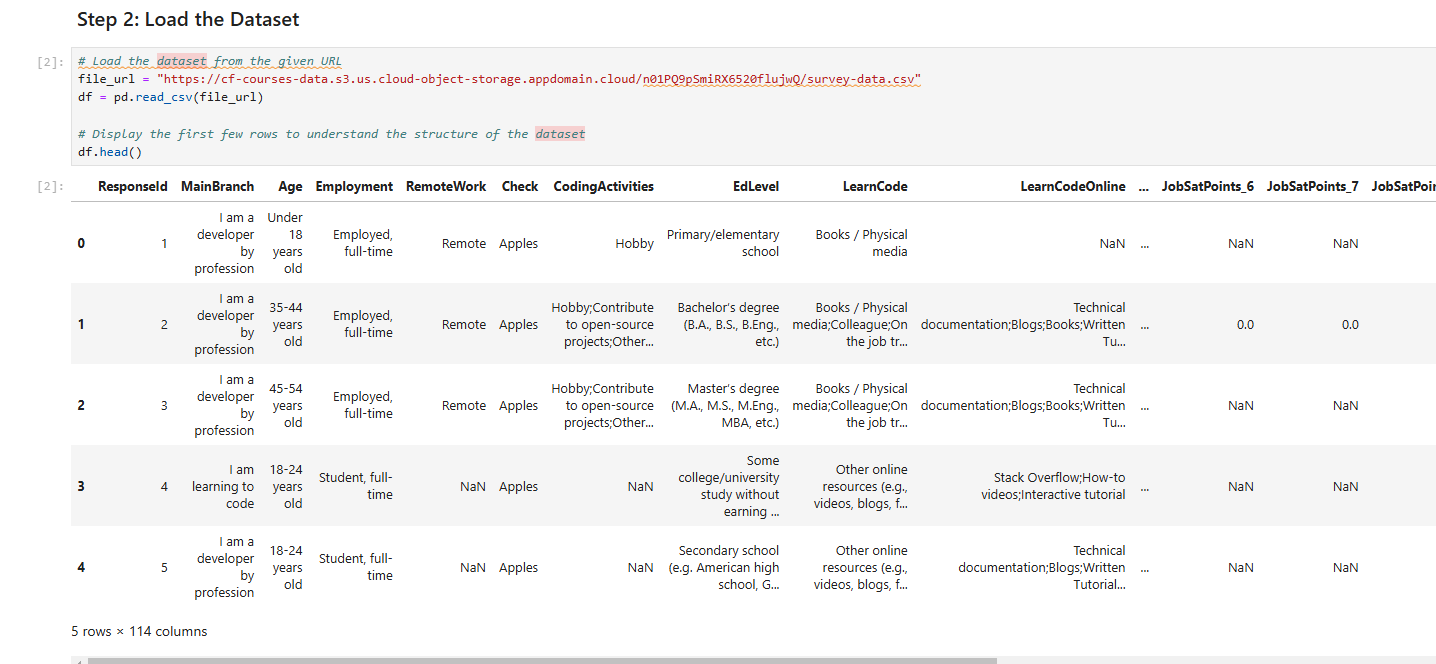 Step 2: Load the Dataset
[2]: # Load the dataset from the given URL
file_url = "https://cf-courses-data.s3.us.cloud-object-storage.appdomain.cloud/n01PQ9pSmiRX6520flujwQ/survey-data.csv"
df = pd.read_csv(file_url)
# Display the first few rows to understand the structure of the dataset
df.head()
[2]: ResponseId MainBranch Age Employment RemoteWork Check CodingActivities EdLevel LearnCode LearnCodeOnline ... JobSatPoints_6 JobSatPoints_7 JobSatPoin
I am a Under
developer 18 Employed, Primary/elementary Books / Physical
0 1 by years full-time Remote Apples Hobby school media NaN ... NaN NaN
profession old
I am a
developer 35-44 Employed, Hobby;Contribute Bachelor's degree Books / Physical Technical
1 2 by years full-time Remote Apples to open-source (B.A., B.S., B.Eng., media;Colleague;On documentation;Blogs;Books;Written ... 0.0 0.0
profession old projects;Other... etc.) the job tr... Tu...
I am a
developer 45-54 Employed, Hobby;Contribute Master's degree Books / Physical Technical
2 3 by years full-time Remote Apples to open-source (M.A., M.S., M.Eng., media;Colleague;On documentation;Blogs;Books;Written ... NaN NaN
profession old projects;Other... MBA, etc.) the job tr... Tu...
Some
I am 18-24 Student, full- college/university Other online Stack Overflow;How-to
3 4 learning to years time NaN Apples NaN study without resources (e.g., videos;Interactive tutorial ... NaN NaN
code old earning ... videos, blogs, f...
I am a
developer 18-24 Student, full- Secondary school Other online Technical
4 5 by years time NaN Apples NaN (e.g. American high resources (e.g., documentation;Blogs;Written ... NaN NaN
profession old school, G... videos, blogs, f... Tutorial...
5 rows × 114 columns